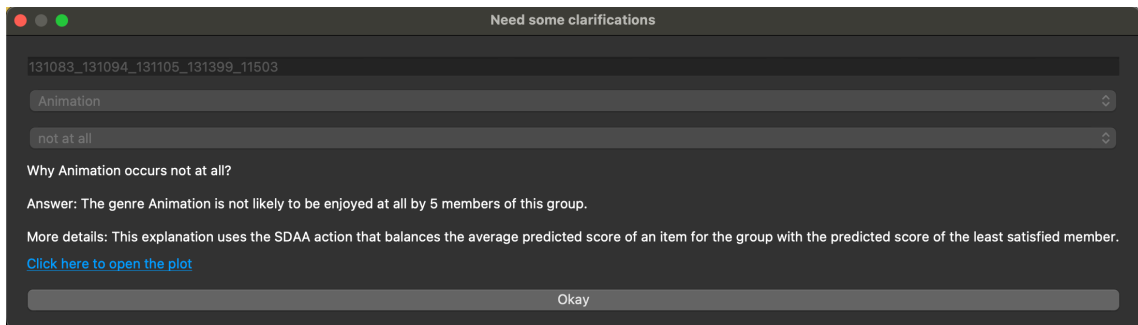 Need some clarifications
131083_131094_131105_131399_11503
Animation
not at all
Why Animation occurs not at all?
Answer: The genre Animation is not likely to be enjoyed at all by 5 members of this group.
More details: This explanation uses the SDAA action that balances the average predicted score of an item for the group with the predicted score of the least satisfied member.
Click here to open the plot
Okay